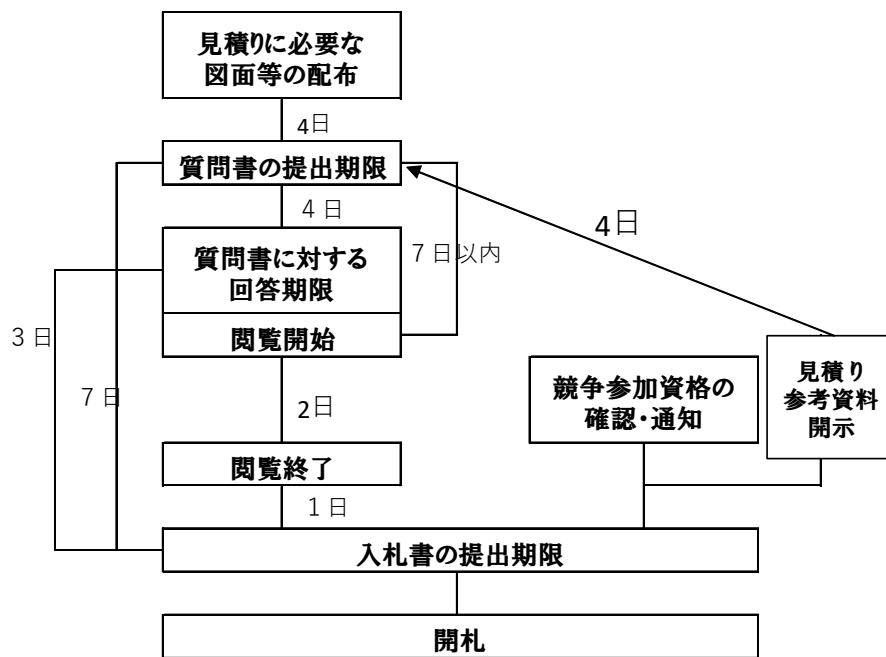 見積りに必要な
図面等の配布
4日
質問書の提出期限
４日
4日
７日以内
質問書に対する
回答期限
閲覧開始
３日
７日
2日
競争参加資格の
確認・通知
見積り
参考資料
開示
閲覧終了
１日
入札書の提出期限
開札